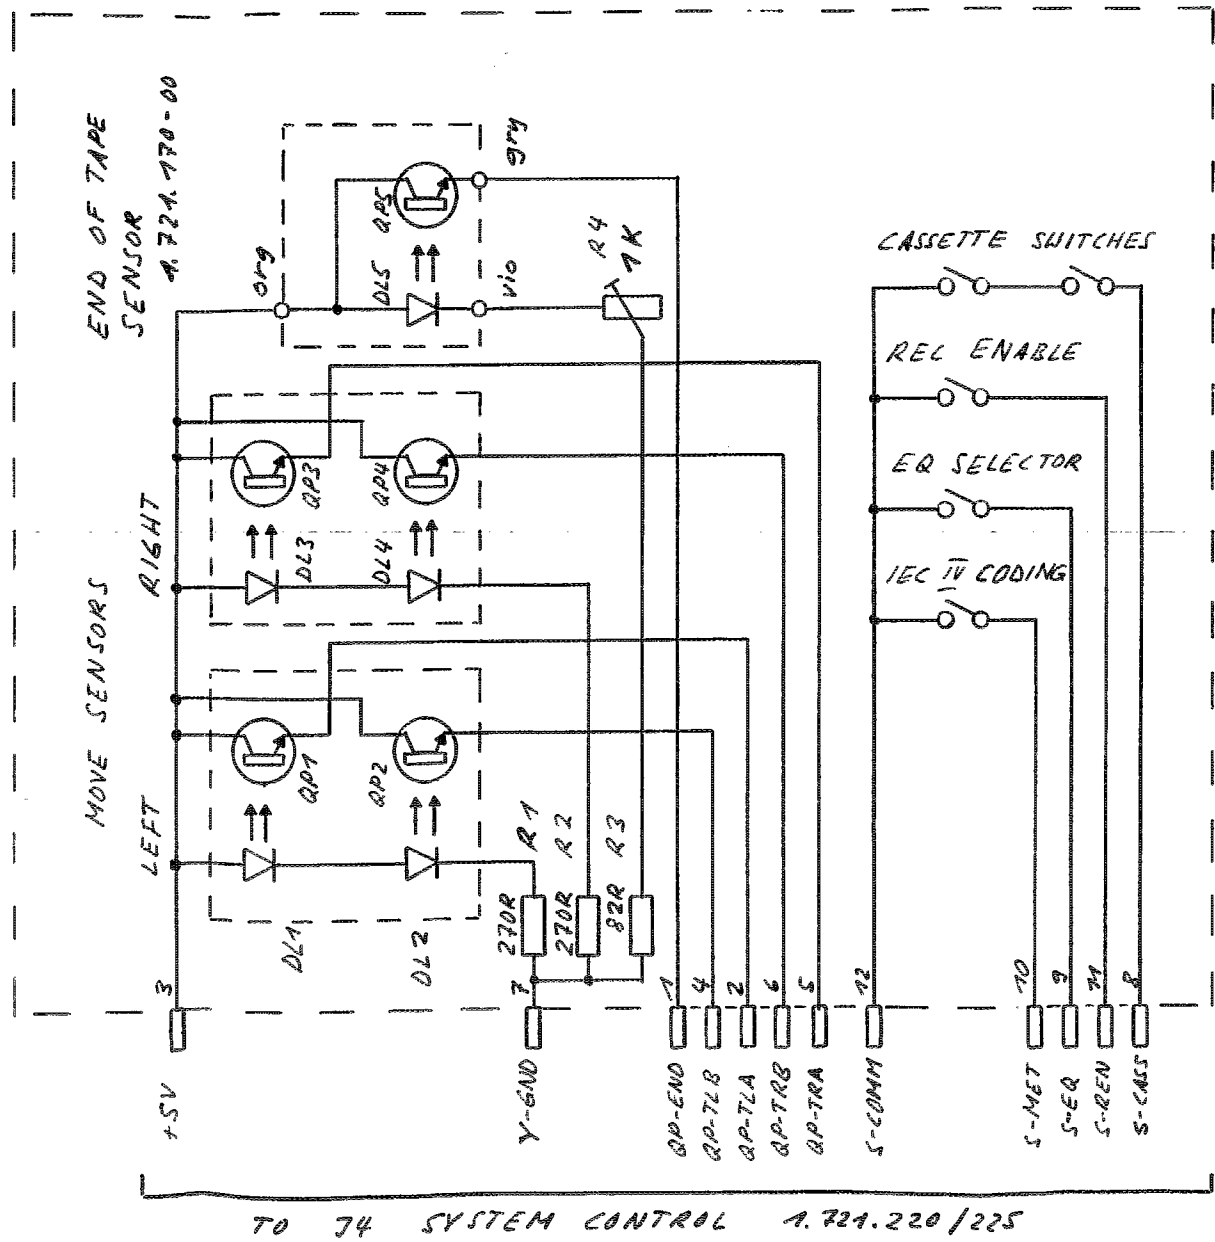 END OF TAPE
SENSOR
1.721.170-00
org
gry
vio
QP5
DL5
R4
1K
CASSETTE SWITCHES
REC ENABLE
EQ SELECTOR
IEC IV CODING
MOVE SENSORS
RIGHT
QP3
QP4
DL3
DL4
LEFT
QP1
QP2
DL1
DL2
R1
R2
R3
270R
270R
82R
3
7
1
4
2
6
5
12
10
9
11
8
+5V
Y-GND
QP-END
QP-TLB
QP-TLA
QP-TRB
QP-TRA
S-COMM
S-MET
S-EQ
S-REN
S-CASS
TO J4 SYSTEM CONTROL 1.721.220/225